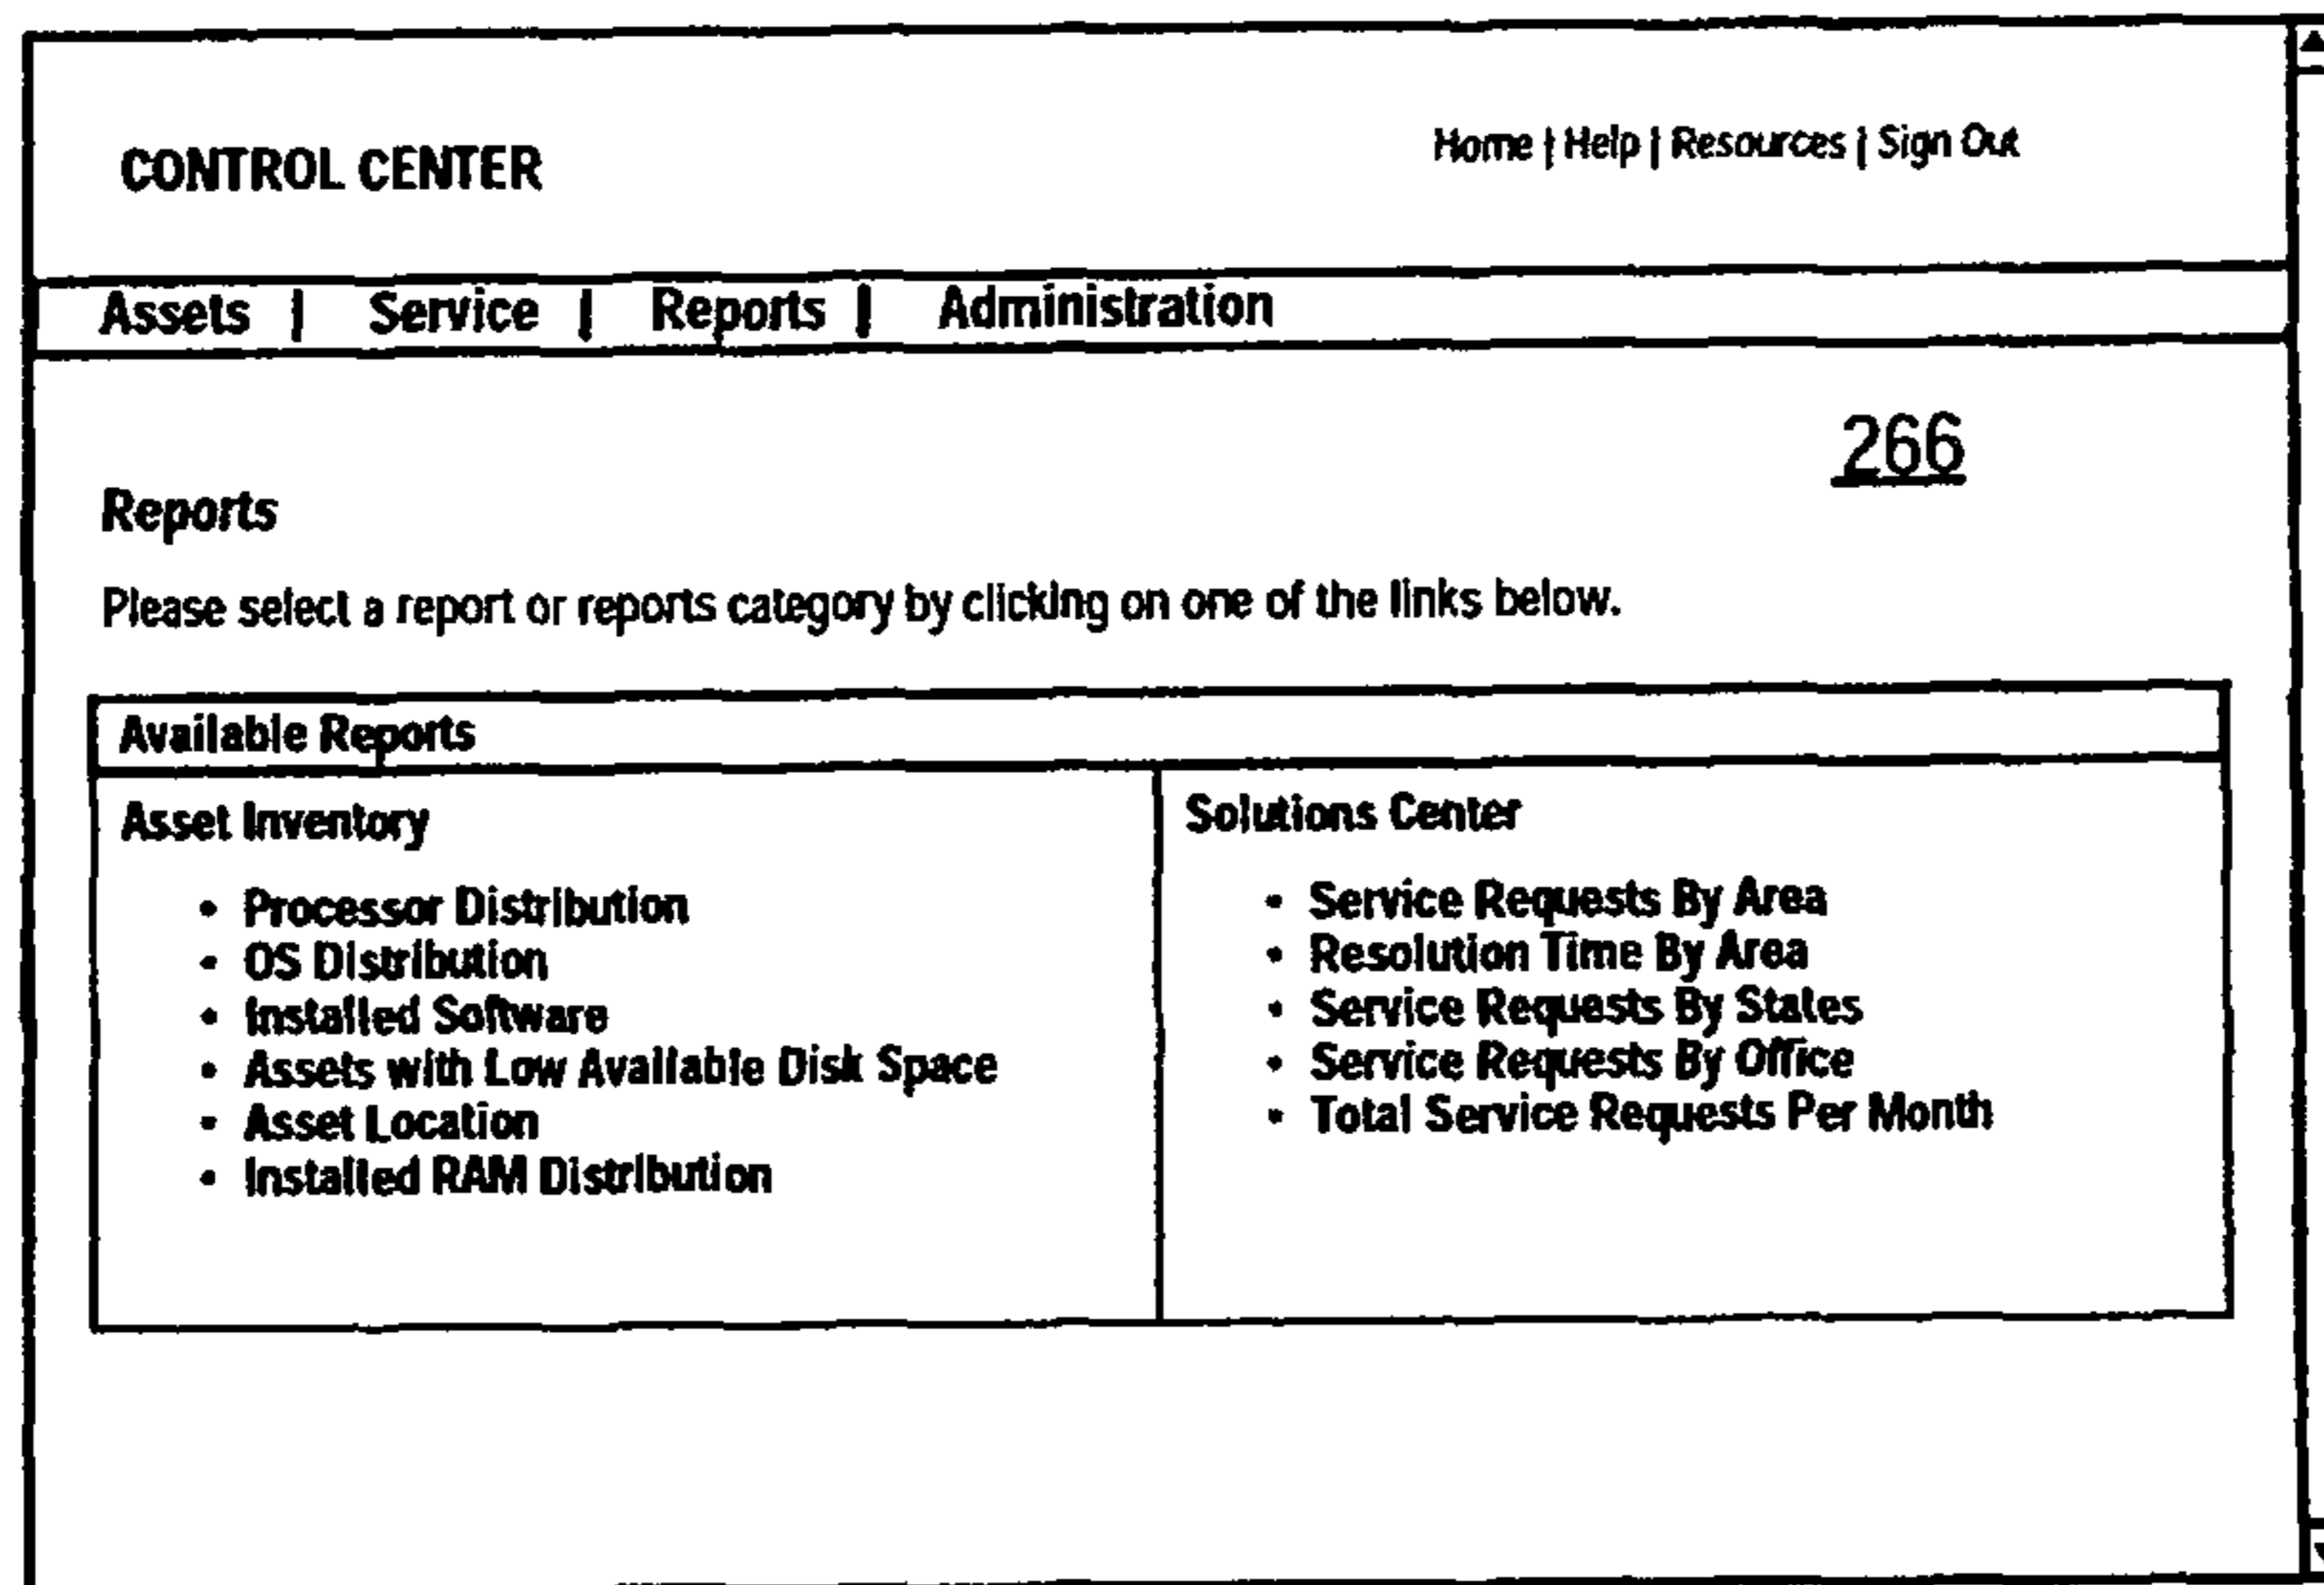 CONTROL CENTER
Home | Help | Resources | Sign Out
Assets | Service | Reports | Administration
266
Reports
Please select a report or reports category by clicking on one of the links below.
Available Reports
Asset Inventory
• Processor Distribution
• OS Distribution
• Installed Software
• Assets with Low Available Disk Space
• Asset Location
• Installed RAM Distribution
Solutions Center
• Service Requests By Area
• Resolution Time By Area
• Service Requests By States
• Service Requests By Office
• Total Service Requests Per Month